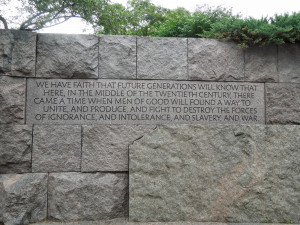 WE HAVE FAITH THAT FUTURE GENERATIONS WILL KNOW THAT
HERE, IN THE MIDDLE OF THE TWENTIETH CENTURY, THERE
CAME A TIME WHEN MEN OF GOOD WILL FOUND A WAY TO
UNITE, AND PRODUCE, AND FIGHT TO DESTROY THE FORCES
OF IGNORANCE, AND INTOLERANCE, AND SLAVERY, AND WAR.